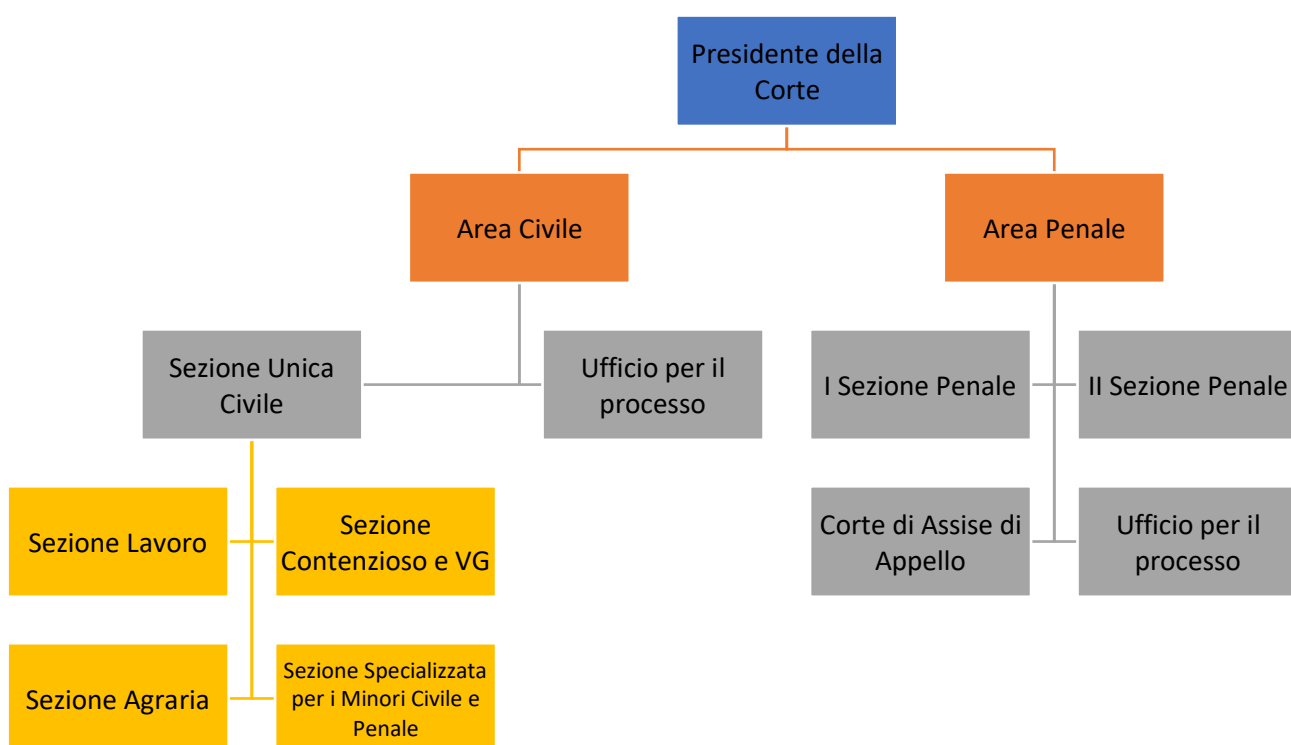 Presidente della
Corte
Area Civile
Area Penale
Sezione Unica
Civile
Ufficio per il
processo
I Sezione Penale
II Sezione Penale
Sezione Lavoro
Sezione
Contenzioso e VG
Corte di Assise di
Appello
Ufficio per il
processo
Sezione Agraria
Sezione Specializzata
per i Minori Civile e
Penale